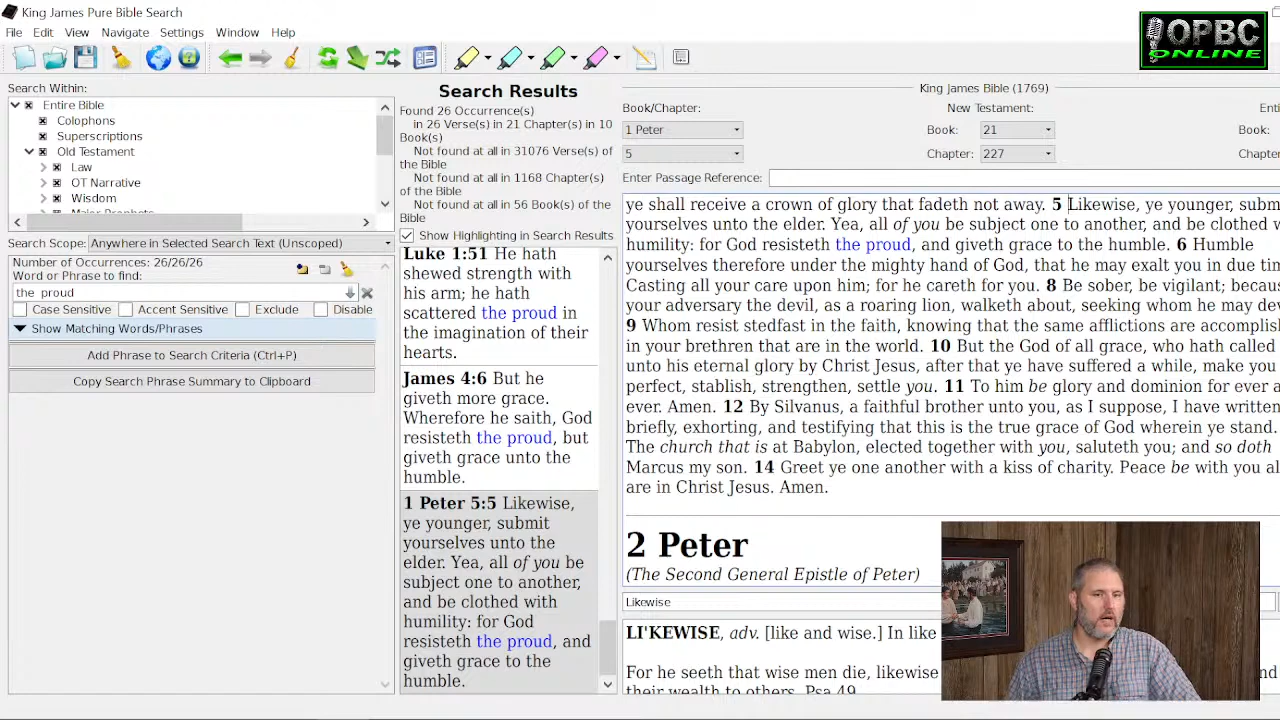 King James Pure Bible Search
File Edit View Navigate Settings Window Help
OPBC
ONLINE
Search Within:
Entire Bible
Colophons
Superscriptions
Old Testament
Law
OT Narrative
Wisdom
Major Prophets
Search Scope: Anywhere in Selected Search Text (Unscoped)
Number of Occurrences: 26/26/26
Word or Phrase to find:
the proud
Case Sensitive Accent Sensitive Exclude Disable
Show Matching Words/Phrases
Add Phrase to Search Criteria (Ctrl+P)
Copy Search Phrase Summary to Clipboard
Search Results
Found 26 Occurrence(s)
in 26 Verse(s) in 21 Chapter(s) in 10
Book(s)
Not found at all in 31076 Verse(s) of
the Bible
Not found at all in 1168 Chapter(s)
of the Bible
Not found at all in 56 Book(s) of the
Bible
Show Highlighting in Search Results
Luke 1:51 He hath
shewed strength with
his arm; he hath
scattered the proud in
the imagination of their
hearts.
James 4:6 But he
giveth more grace.
Wherefore he saith, God
resisteth the proud, but
giveth grace unto the
humble.
1 Peter 5:5 Likewise,
ye younger, submit
yourselves unto the
elder. Yea, all of you be
subject one to another,
and be clothed with
humility: for God
resisteth the proud, and
giveth grace to the
humble.
King James Bible (1769)
Book/Chapter: New Testament: Enti
1 Peter Book: 21 Book:
5 Chapter: 227 Chapte
Enter Passage Reference:
ye shall receive a crown of glory that fadeth not away. 5 Likewise, ye younger, subm
yourselves unto the elder. Yea, all of you be subject one to another, and be clothed v
humility: for God resisteth the proud, and giveth grace to the humble. 6 Humble
yourselves therefore under the mighty hand of God, that he may exalt you in due tim
Casting all your care upon him; for he careth for you. 8 Be sober, be vigilant; becau
your adversary the devil, as a roaring lion, walketh about, seeking whom he may de
9 Whom resist stedfast in the faith, knowing that the same afflictions are accomplis
in your brethren that are in the world. 10 But the God of all grace, who hath called
unto his eternal glory by Christ Jesus, after that ye have suffered a while, make you
perfect, stablish, strengthen, settle you. 11 To him be glory and dominion for ever a
ever. Amen. 12 By Silvanus, a faithful brother unto you, as I suppose, I have written
briefly, exhorting, and testifying that this is the true grace of God wherein ye stand.
The church that is at Babylon, elected together with you, saluteth you; and so doth
Marcus my son. 14 Greet ye one another with a kiss of charity. Peace be with you al
are in Christ Jesus. Amen.
2 Peter
(The Second General Epistle of Peter)
Likewise
LI'KEWISE, adv. [like and wise.] In like
For he seeth that wise men die, likewise
their wealth to others. Psa 49